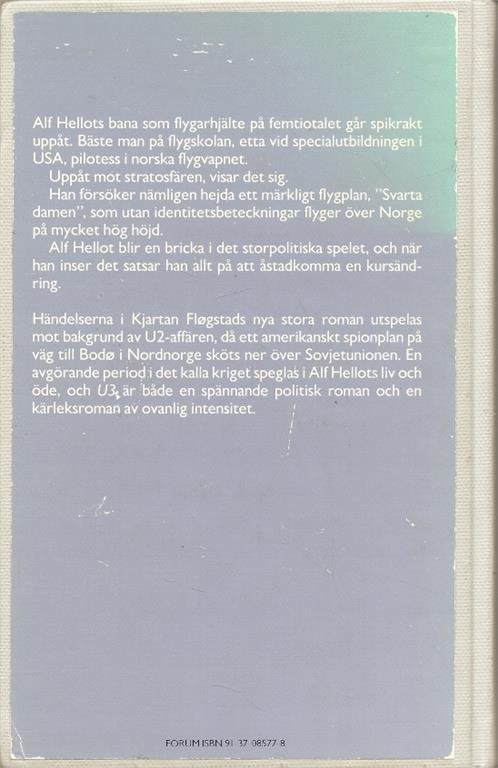 Alf Hellots bana som flygarhjälte på femtiotalet går spikrakt
uppåt. Bäste man på flygskolan, etta vid specialutbildningen i
USA, pilotess i norska flygvapnet.
Uppåt mot stratosfären, visar det sig.
Han försöker nämligen hejda ett märkligt flygplan, ”Svarta
damen”, som utan identitetsbeteckningar flyger över Norge
på mycket hög höjd.
Alf Hellot blir en bricka i det storpolitiska spelet, och när
han inser det satsar han allt på att åstadkomma en kursänd-
ring.
Händelserna i Kjartan Fløgstads nya stora roman utspelas
mot bakgrund av U2-affären, då ett amerikanskt spionplan på
väg till Bodø i Nordnorge sköts ner över Sovjetunionen. En
avgörande period i det kalla kriget speglas i Alf Hellots liv och
öde, och U3 är både en spännande politisk roman och en
kärleksroman av ovanlig intensitet.
FORUM ISBN 91-37-08577-8